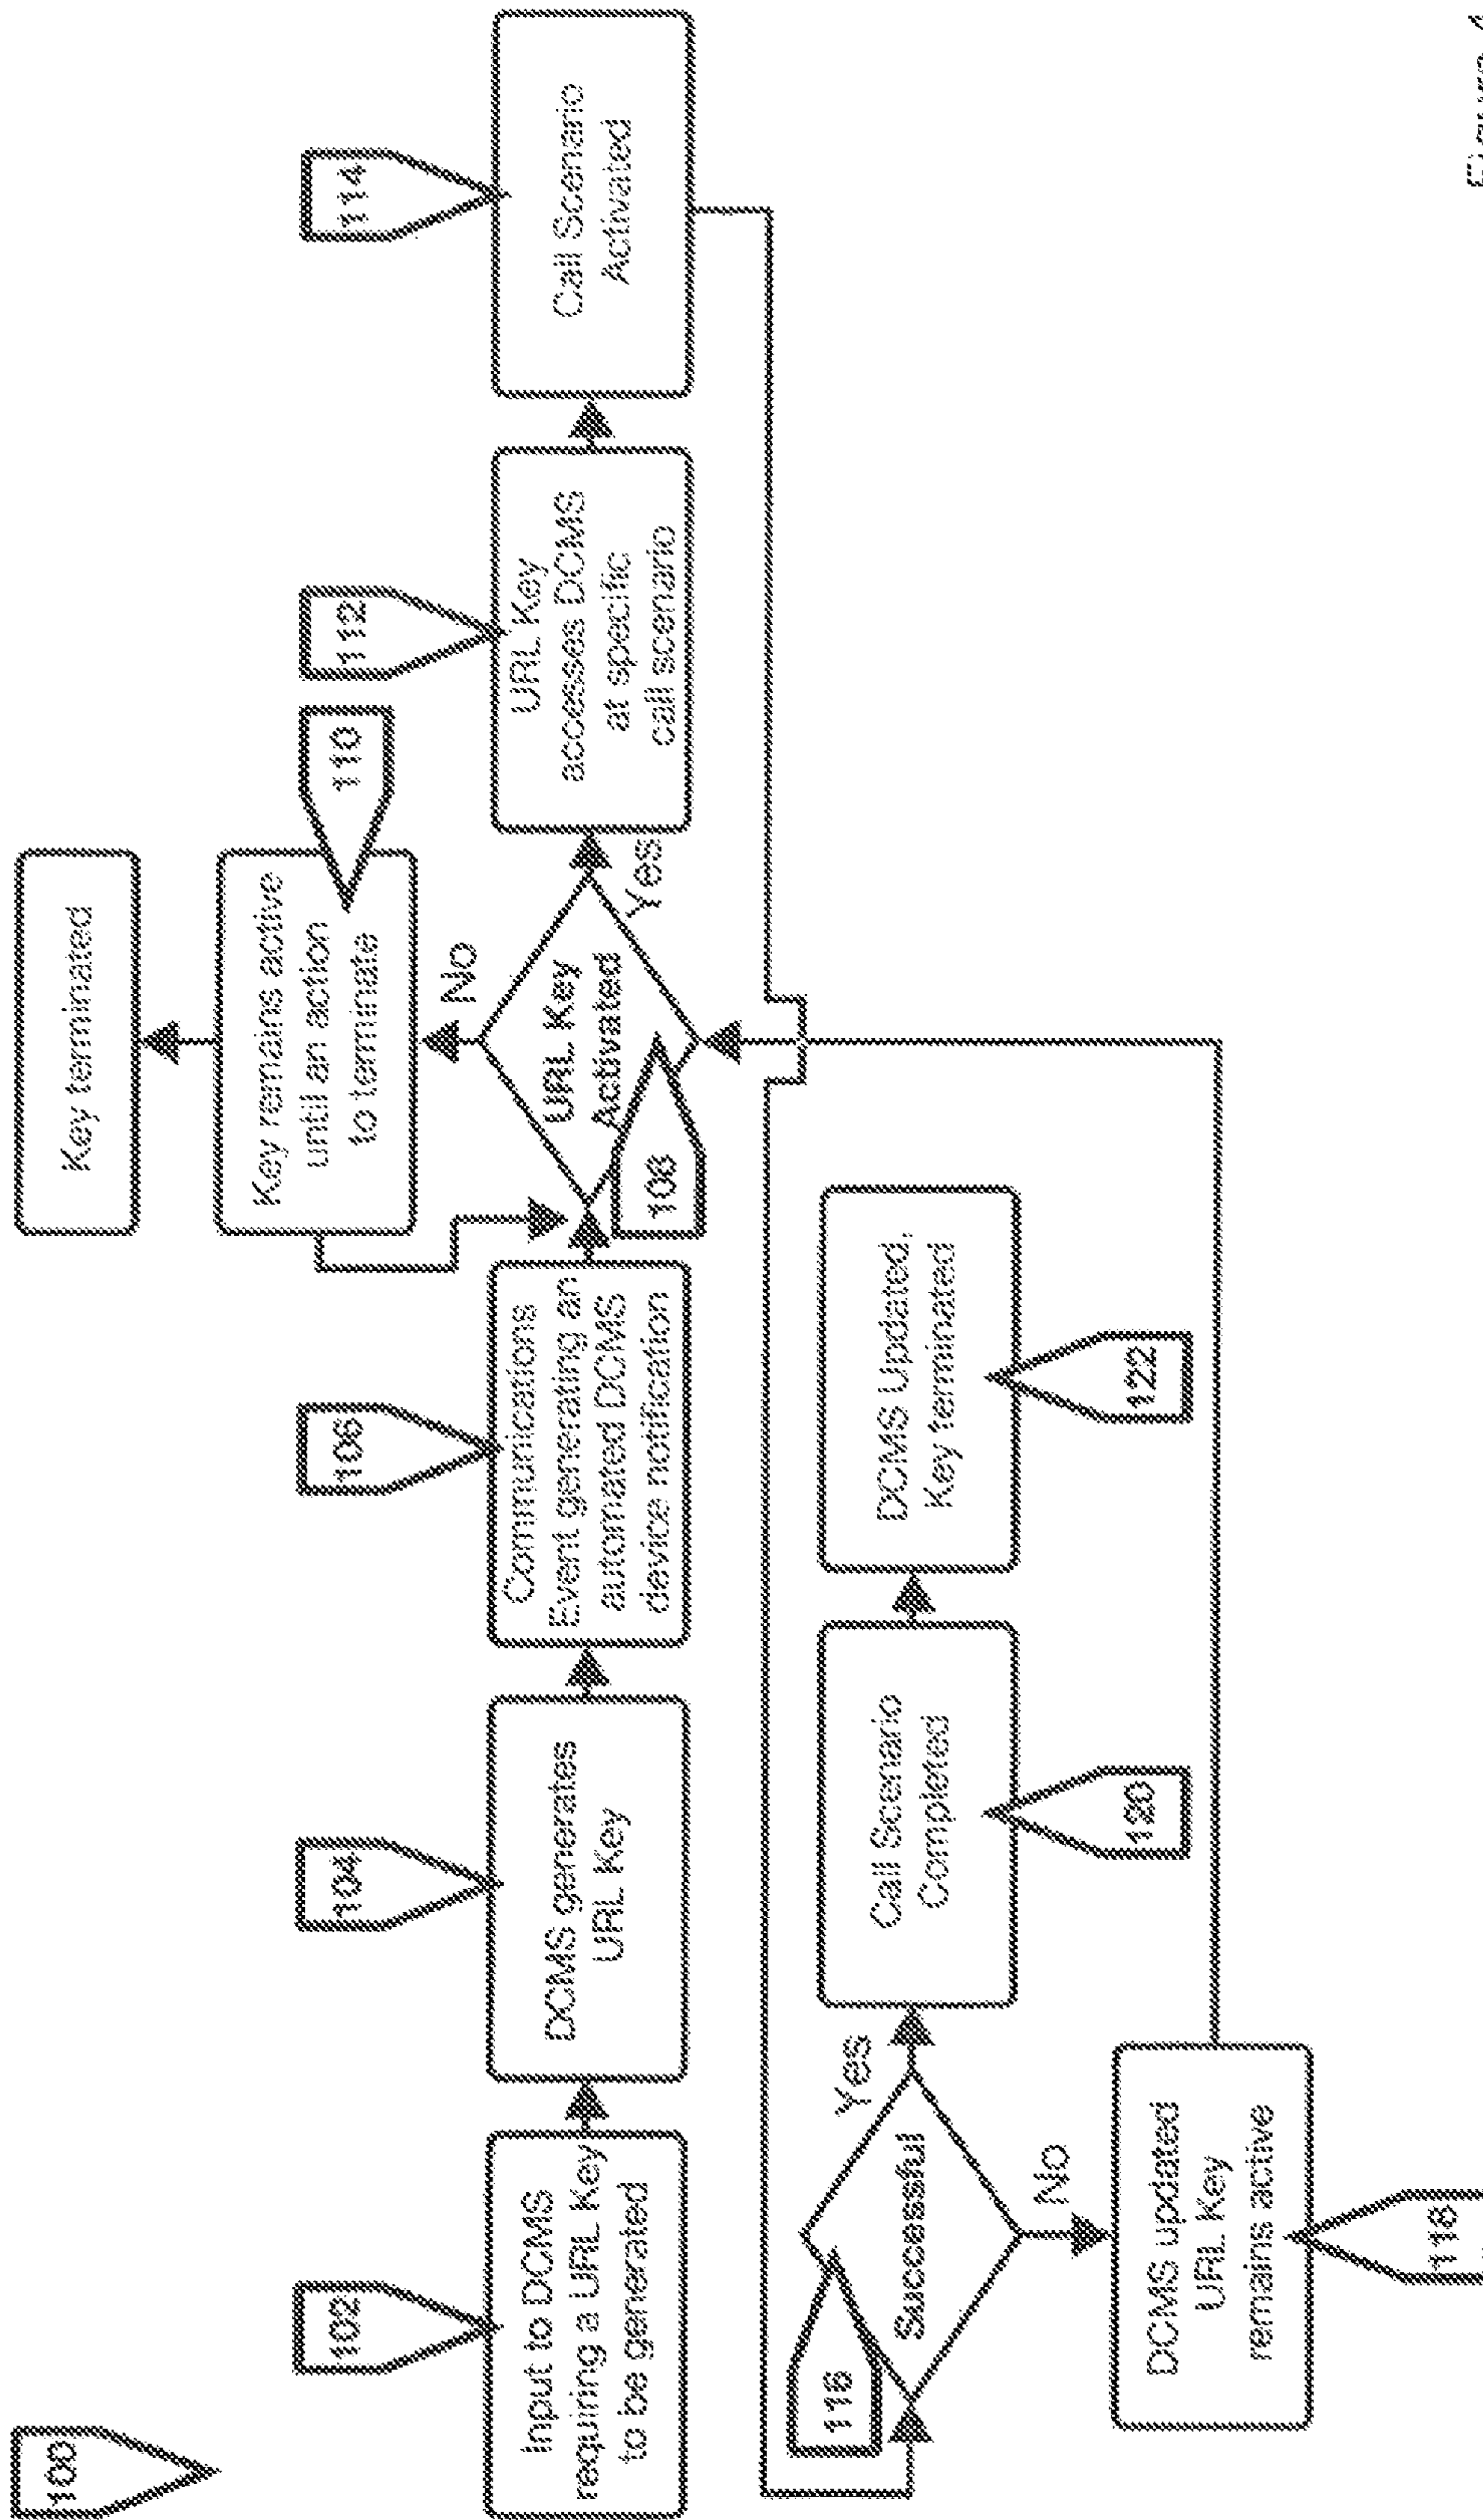 100
102
Input to DCMS
requiring a URL Key
to be generated
104
DCMS generates
URL Key
106
Communications
Event generating an
automated DCMS
device notification
108
URL Key
Activated
No
Key remains active
until an action
to terminate
110
Key terminated
Yes
112
URL Key
accesses DCMS
at specific
call scenario
114
Call Scenario
Activated
116
Successful
No
DCMS updated
URL Key
remains active
118
Yes
Call Scenario
Completed
120
DCMS Updated,
Key terminated
122